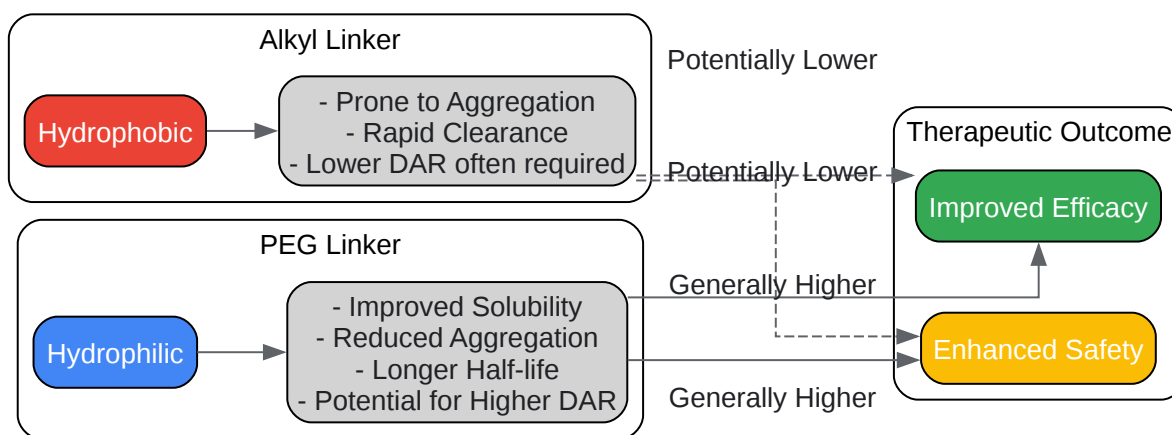 Alkyl Linker
Hydrophobic
- Prone to Aggregation
- Rapid Clearance
- Lower DAR often required
PEG Linker
Hydrophilic
- Improved Solubility
- Reduced Aggregation
- Longer Half-life
- Potential for Higher DAR
Potentially Lower
Potentially Lower
Generally Higher
Generally Higher
Therapeutic Outcome
Improved Efficacy
Enhanced Safety